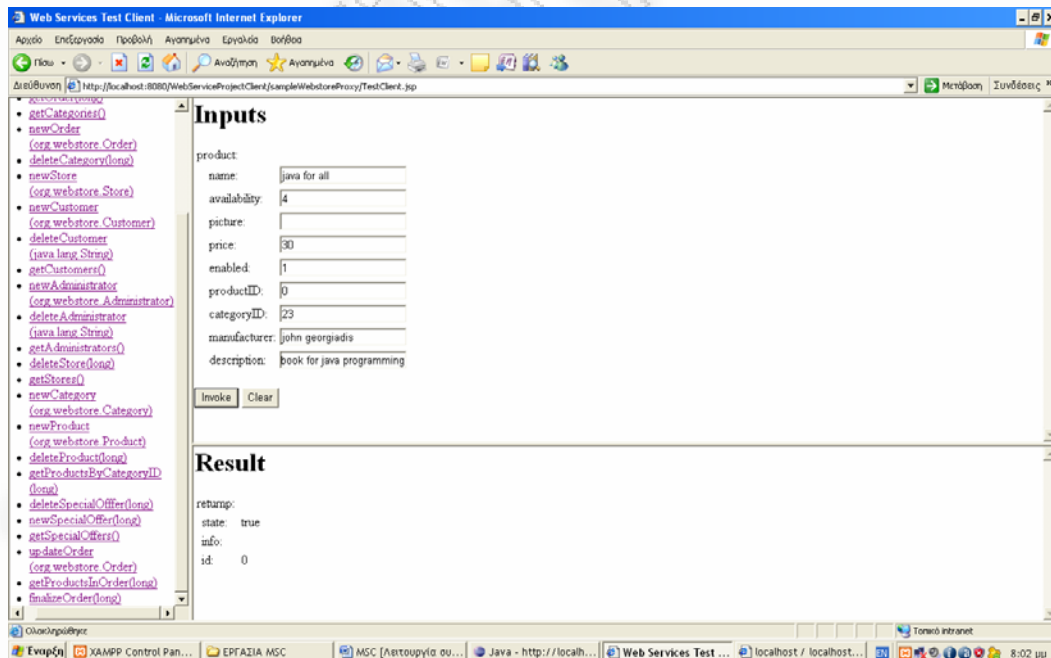 Web Services Test Client - Microsoft Internet Explorer
Αρχείο Επεξεργασία Προβολή Αγαπημένα Εργαλεία Βοήθεια
Πίσω Αναζήτηση Αγαπημένα
Διεύθυνση http://localhost:8080/WebServiceProjectClient/sampleWebstoreProxy/TestClient.jsp Μετάβαση Συνδέσεις »
getOrder(long)
getCategories()
newOrder
(org.webstore.Order)
deleteCategory(long)
newStore
(org.webstore.Store)
newCustomer
(org.webstore.Customer)
deleteCustomer
(java.lang.String)
getCustomers()
newAdministrator
(org.webstore.Administrator)
deleteAdministrator
(java.lang.String)
getAdministrators()
deleteStore(long)
getStores()
newCategory
(org.webstore.Category)
newProduct
(org.webstore.Product)
deleteProduct(long)
getProductsByCategoryID
(long)
deleteSpecialOfffer(long)
newSpecialOffer(long)
getSpecialOffers()
updateOrder
(org.webstore.Order)
getProductsInOrder(long)
finalizeOrder(long)
Inputs
product:
name: java for all
availability: 4
picture:
price: 30
enabled: 1
productID: 0
categoryID: 23
manufacturer: john georgiadis
description: book for java programming
Invoke Clear
Result
returnp:
state: true
info:
id: 0
Ολοκληρώθηκε Τοπικό intranet
Έναρξη XAMPP Control Pan... ΕΡΓΑΣΙΑ MSC MSC [Λειτουργία συ... Java - http://localh... Web Services Test ... localhost / localhost... EN 8:02 μμ